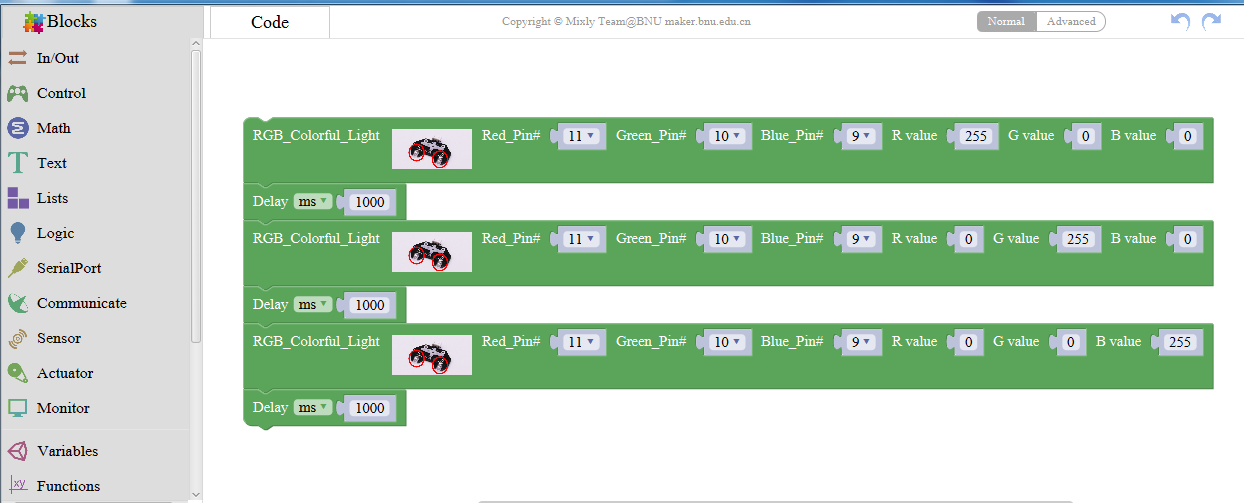 Blocks
Code
Copyright © Mixly Team@BNU maker.bnu.edu.cn
Normal Advanced
In/Out
Control
Math
Text
Lists
Logic
SerialPort
Communicate
Sensor
Actuator
Monitor
Variables
xy Functions
RGB_Colorful_Light Red_Pin# 11 Green_Pin# 10 Blue_Pin# 9 R value 255 G value 0 B value 0
Delay ms 1000
RGB_Colorful_Light Red_Pin# 11 Green_Pin# 10 Blue_Pin# 9 R value 0 G value 255 B value 0
Delay ms 1000
RGB_Colorful_Light Red_Pin# 11 Green_Pin# 10 Blue_Pin# 9 R value 0 G value 0 B value 255
Delay ms 1000